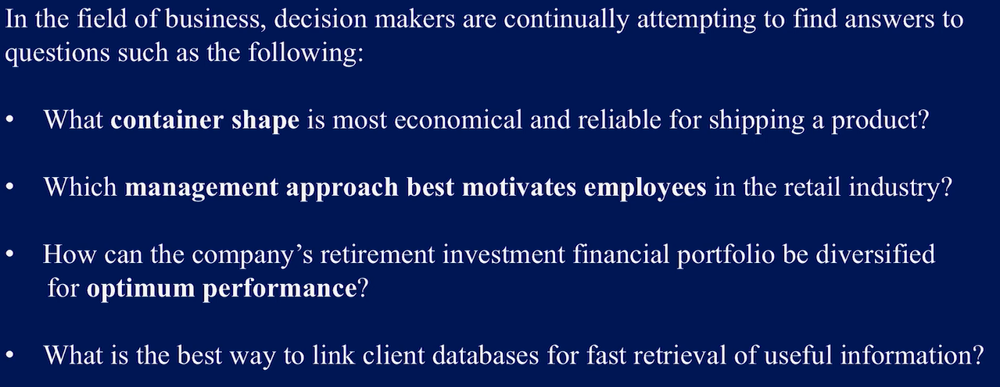 In the field of business, decision makers are continually attempting to find answers to
questions such as the following:
• What container shape is most economical and reliable for shipping a product?
• Which management approach best motivates employees in the retail industry?
• How can the company’s retirement investment financial portfolio be diversified
for optimum performance?
• What is the best way to link client databases for fast retrieval of useful information?